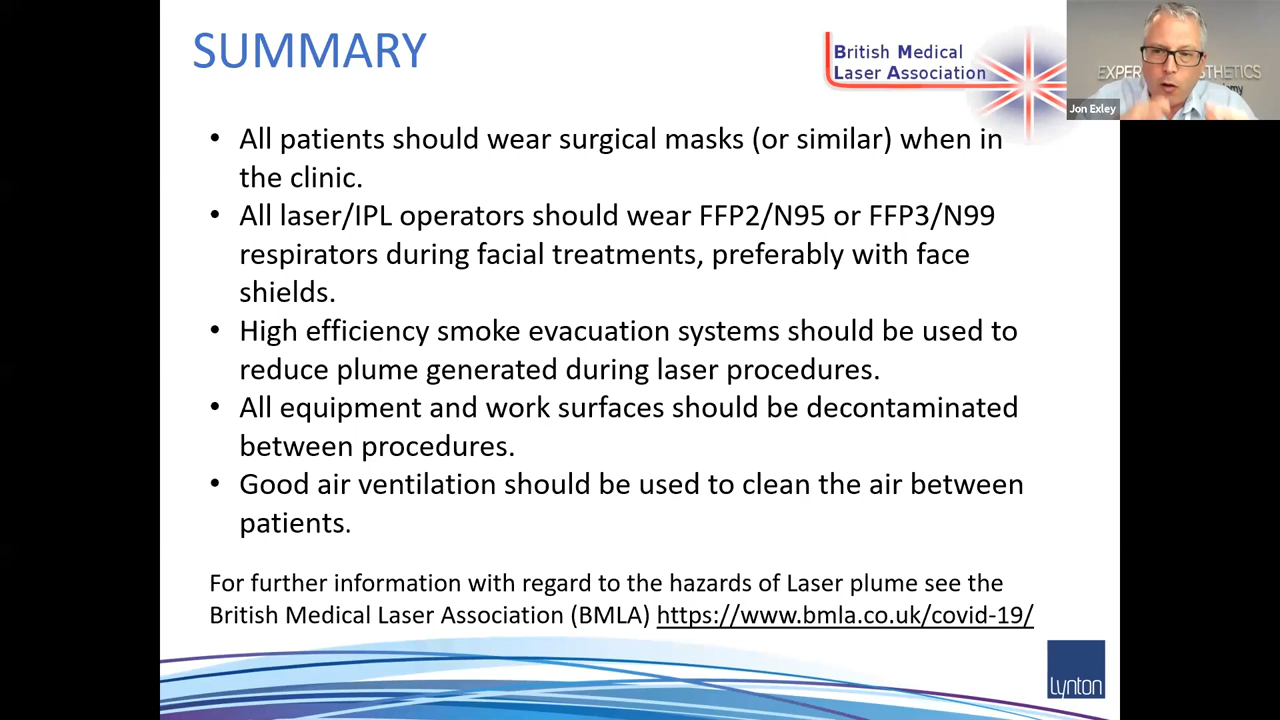 SUMMARY
British Medical
Laser Association
Jon Exley
• All patients should wear surgical masks (or similar) when in
the clinic.
• All laser/IPL operators should wear FFP2/N95 or FFP3/N99
respirators during facial treatments, preferably with face
shields.
• High efficiency smoke evacuation systems should be used to
reduce plume generated during laser procedures.
• All equipment and work surfaces should be decontaminated
between procedures.
• Good air ventilation should be used to clean the air between
patients.
For further information with regard to the hazards of Laser plume see the
British Medical Laser Association (BMLA) https://www.bmla.co.uk/covid-19/
Lynton